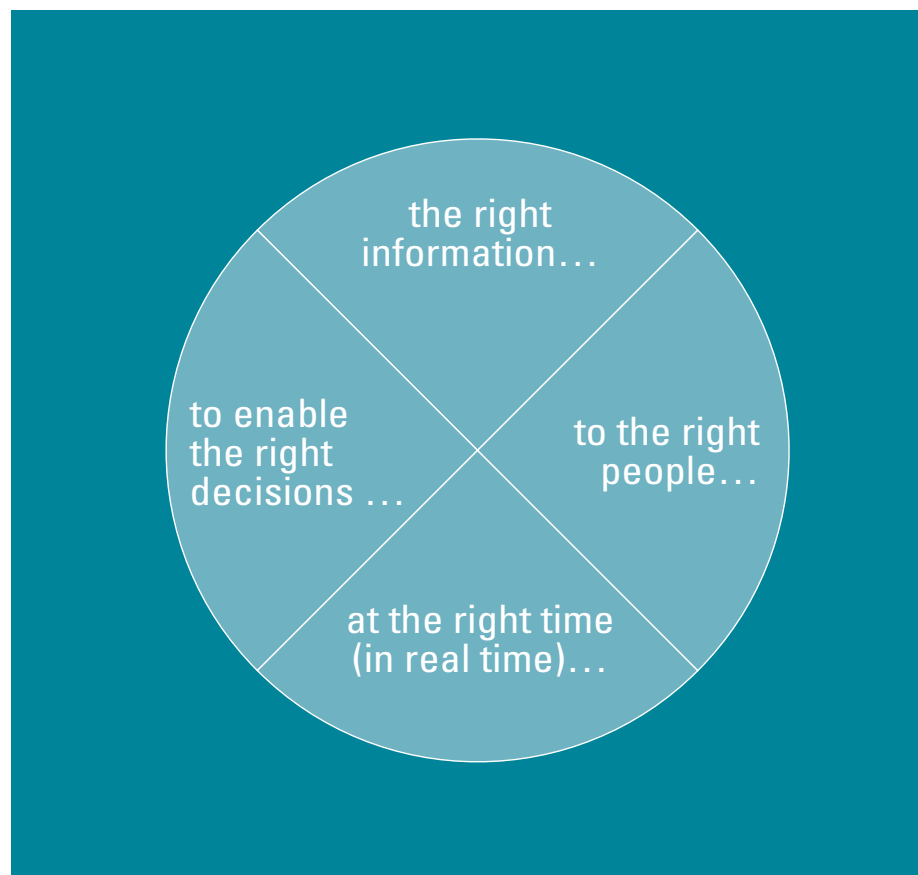 the right
information…
to the right
people…
at the right time
(in real time)…
to enable
the right
decisions …